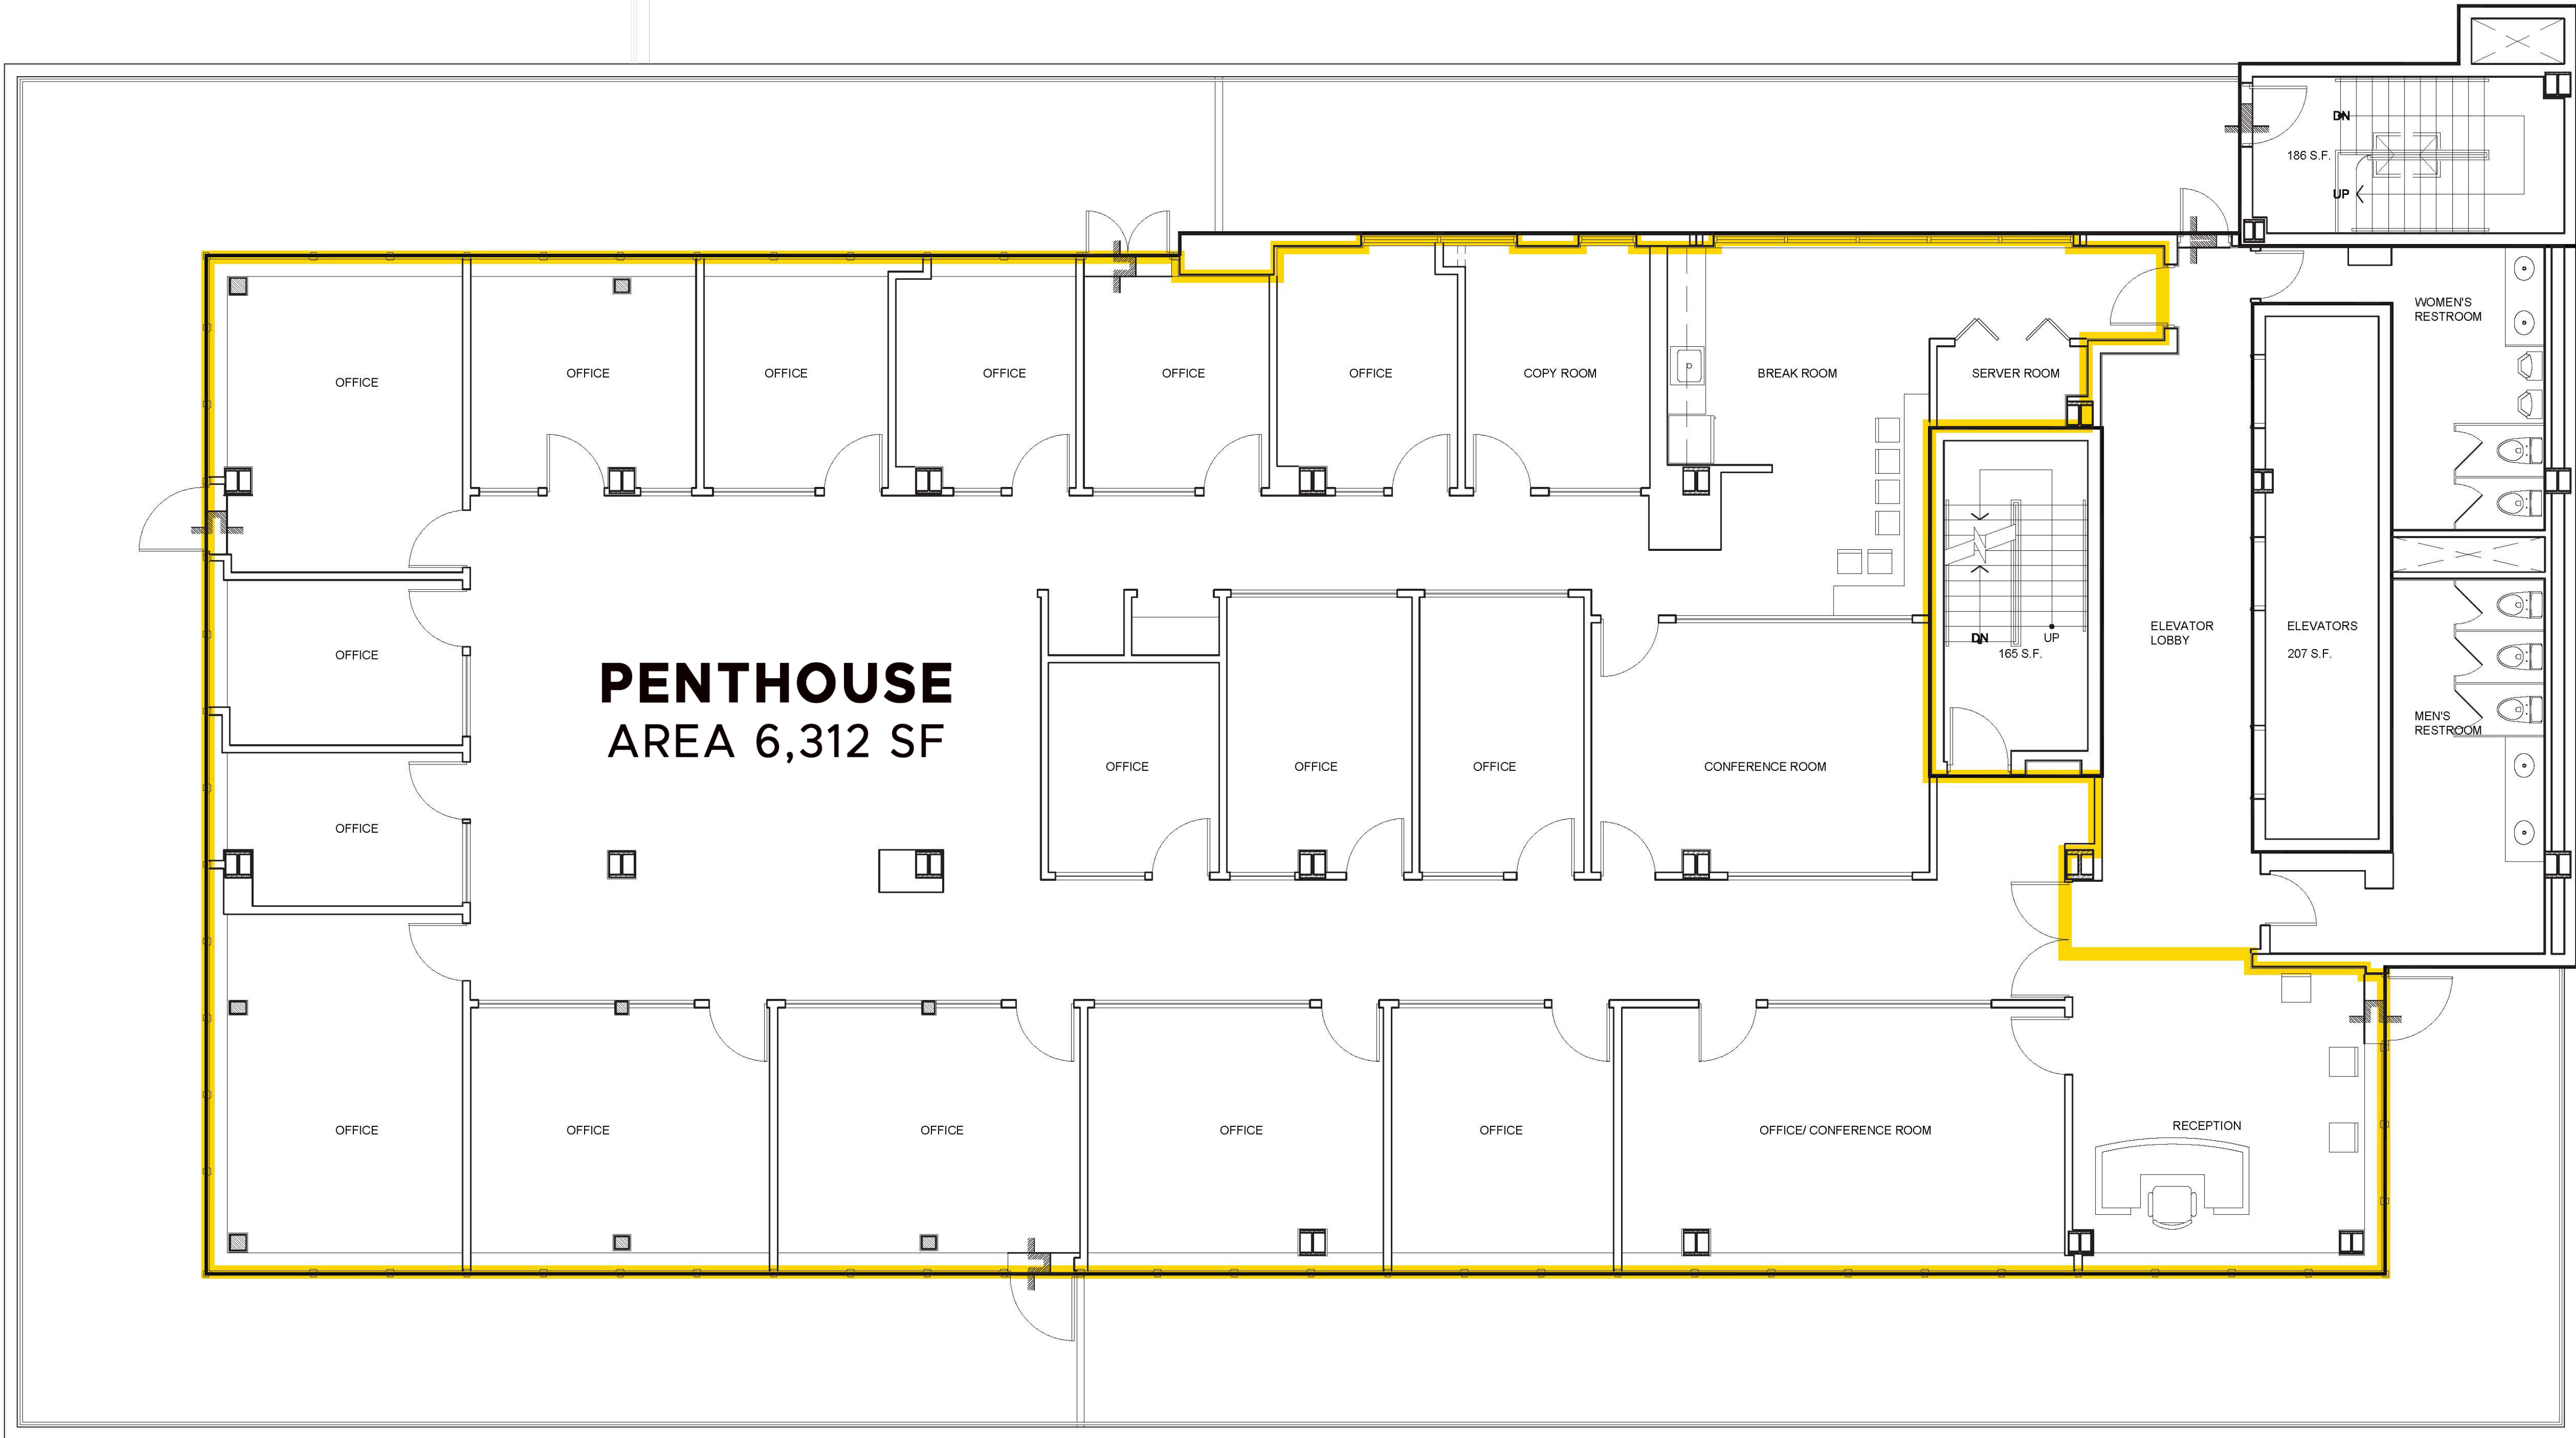 DN
186 S.F.
UP
WOMEN'S
RESTROOM
OFFICE
OFFICE
OFFICE
OFFICE
OFFICE
OFFICE
COPY ROOM
BREAK ROOM
SERVER ROOM
OFFICE
PENTHOUSE
AREA 6,312 SF
DN
UP
165 S.F.
ELEVATOR
LOBBY
ELEVATORS
207 S.F.
MEN'S
RESTROOM
OFFICE
OFFICE
OFFICE
CONFERENCE ROOM
OFFICE
OFFICE
OFFICE
OFFICE
OFFICE
OFFICE
OFFICE/ CONFERENCE ROOM
RECEPTION